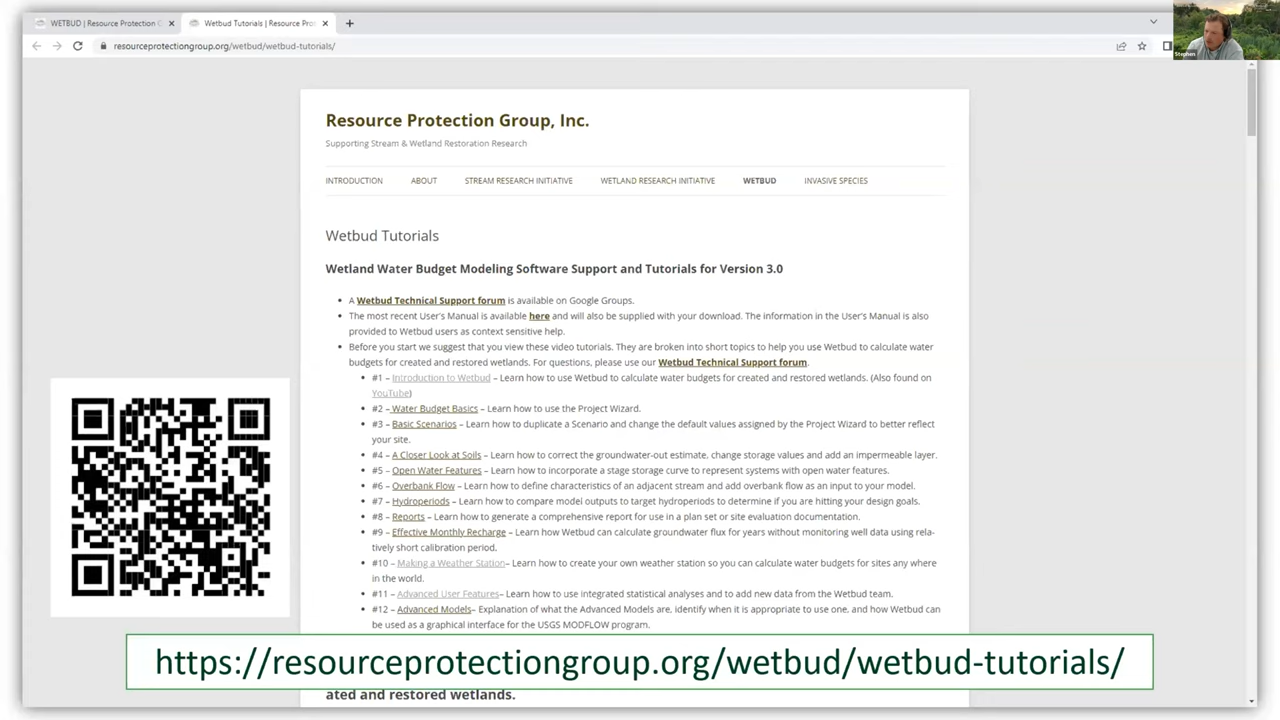 WETBUD | Resource Protection G
Wetbud Tutorials | Resource Prot
resourceprotectiongroup.org/wetbud/wetbud-tutorials/
Stephen
Resource Protection Group, Inc.
Supporting Stream & Wetland Restoration Research
INTRODUCTION ABOUT STREAM RESEARCH INITIATIVE WETLAND RESEARCH INITIATIVE WETBUD INVASIVE SPECIES
Wetbud Tutorials
Wetland Water Budget Modeling Software Support and Tutorials for Version 3.0
• A Wetbud Technical Support forum is available on Google Groups.
• The most recent User's Manual is available here and will also be supplied with your download. The information in the User's Manual is also
provided to Wetbud users as context sensitive help.
• Before you start we suggest that you view these video tutorials. They are broken into short topics to help you use Wetbud to calculate water
budgets for created and restored wetlands. For questions, please use our Wetbud Technical Support forum.
• #1 – Introduction to Wetbud – Learn how to use Wetbud to calculate water budgets for created and restored wetlands. (Also found on
YouTube)
• #2 – Water Budget Basics – Learn how to use the Project Wizard.
• #3 – Basic Scenarios – Learn how to duplicate a Scenario and change the default values assigned by the Project Wizard to better reflect
your site.
• #4 – A Closer Look at Soils – Learn how to correct the groundwater-out estimate, change storage values and add an impermeable layer.
• #5 – Open Water Features – Learn how to incorporate a stage storage curve to represent systems with open water features.
• #6 – Overbank Flow – Learn how to define characteristics of an adjacent stream and add overbank flow as an input to your model.
• #7 – Hydroperiods – Learn how to compare model outputs to target hydroperiods to determine if you are hitting your design goals.
• #8 – Reports – Learn how to generate a comprehensive report for use in a plan set or site evaluation documentation.
• #9 – Effective Monthly Recharge – Learn how Wetbud can calculate groundwater flux for years without monitoring well data using rela-
tively short calibration period.
• #10 – Making a Weather Station– Learn how to create your own weather station so you can calculate water budgets for sites any where
in the world.
• #11 – Advanced User Features– Learn how to use integrated statistical analyses and to add new data from the Wetbud team.
• #12 – Advanced Models– Explanation of what the Advanced Models are, identify when it is appropriate to use one, and how Wetbud can
be used as a graphical interface for the USGS MODFLOW program.
https://resourceprotectiongroup.org/wetbud/wetbud-tutorials/
ated and restored wetlands.